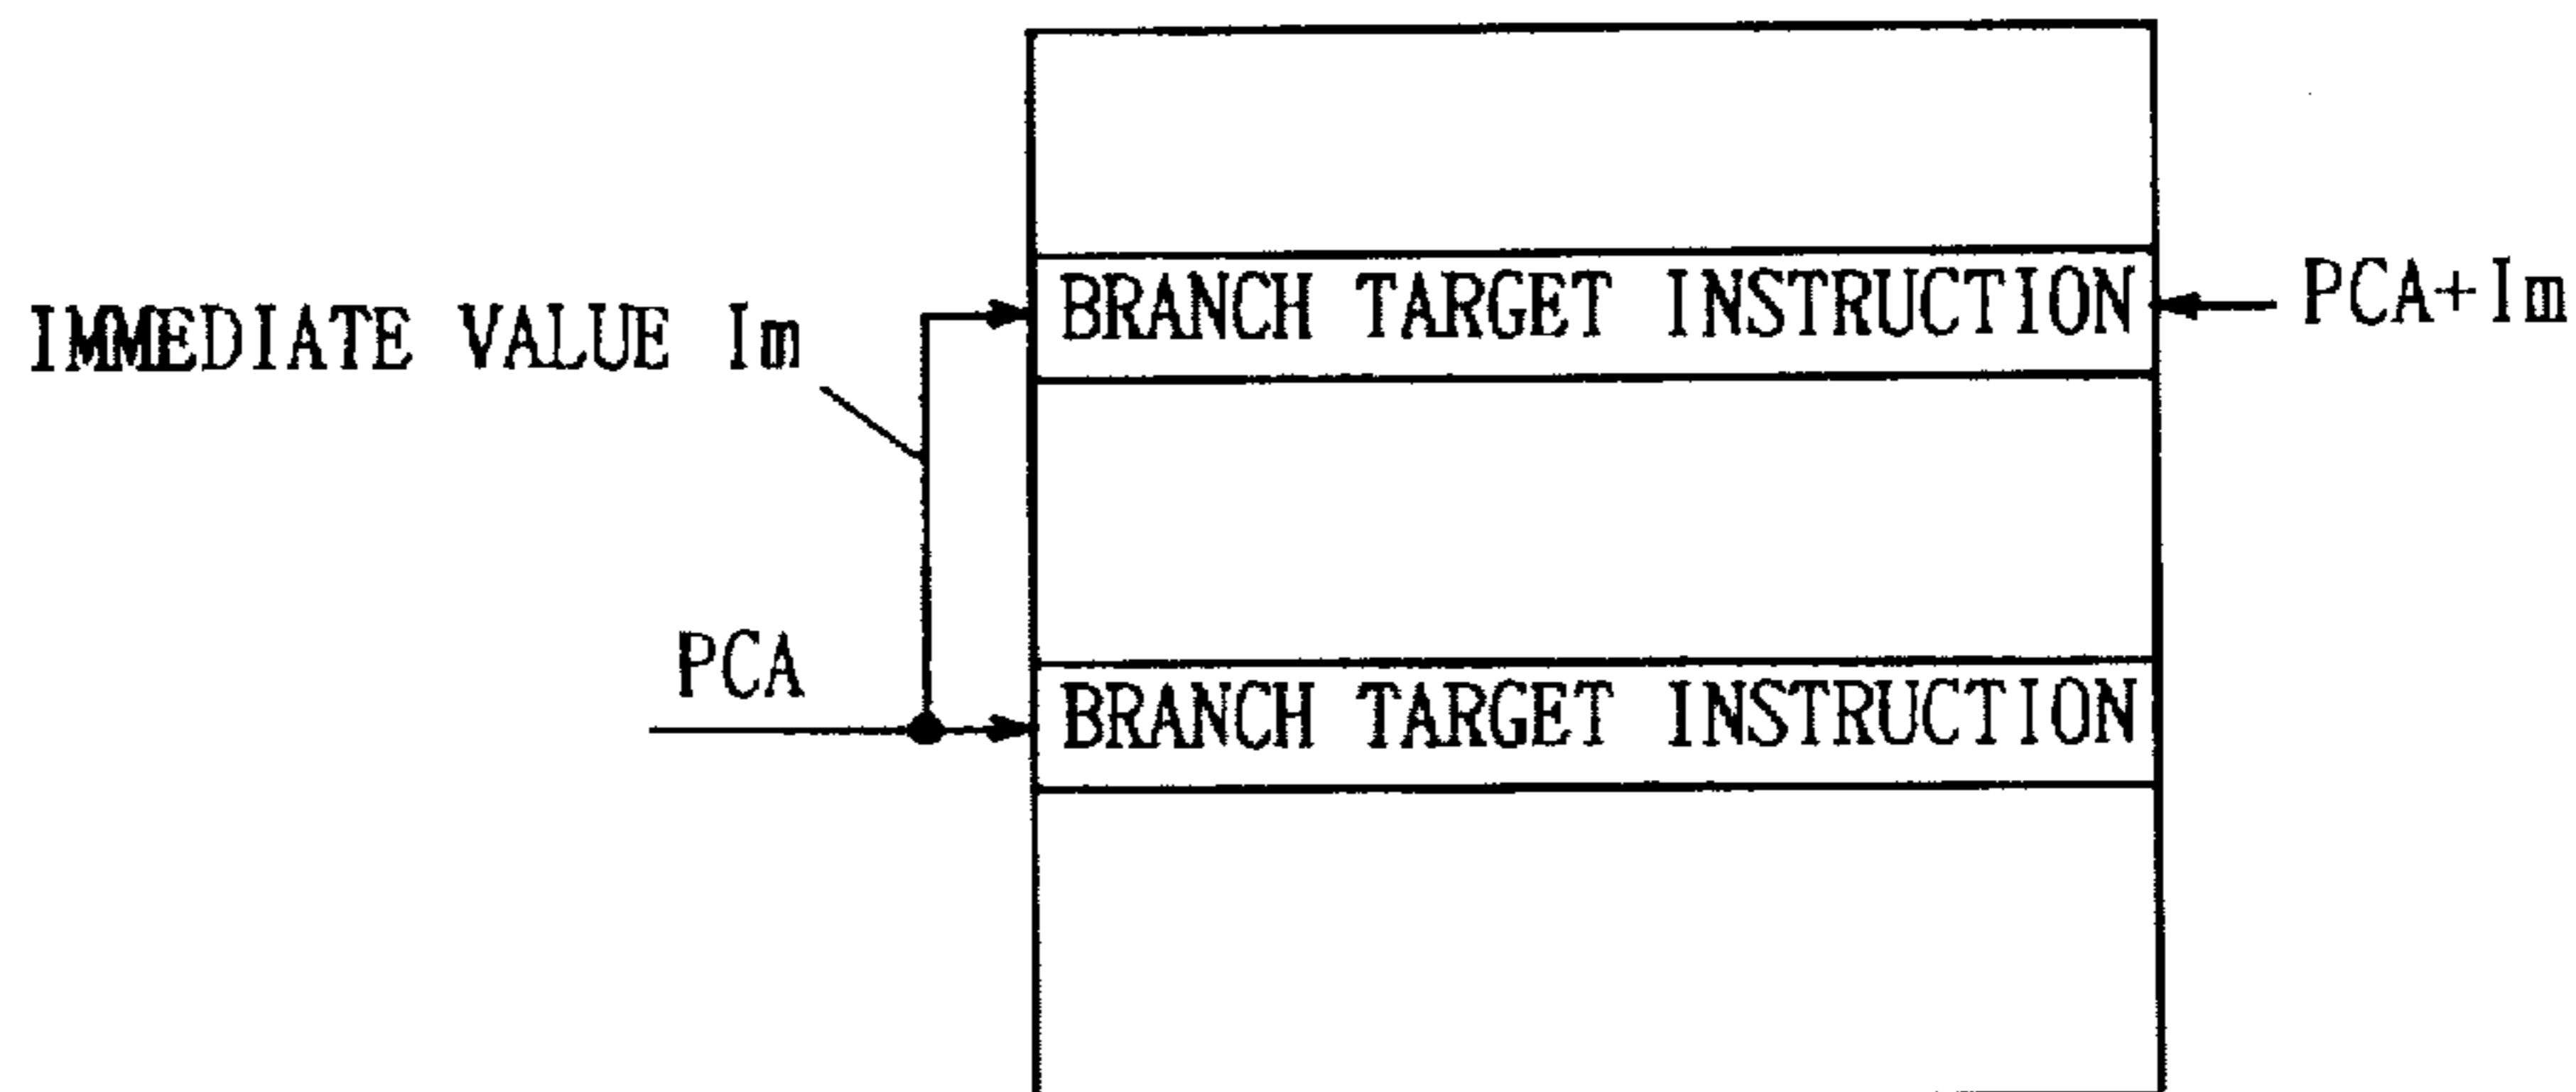 BRANCH TARGET INSTRUCTION
PCA+Im
IMMEDIATE VALUE Im
PCA
BRANCH TARGET INSTRUCTION